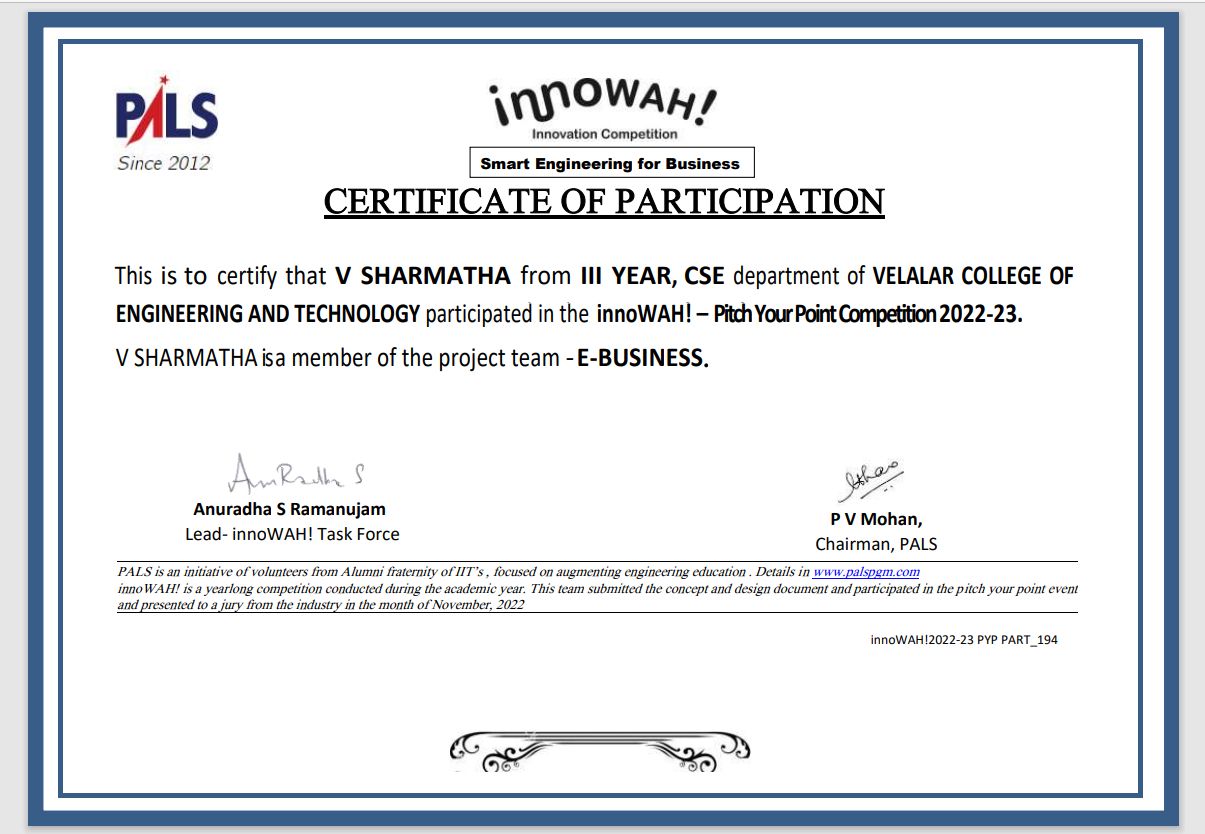 PALS
Since 2012
innOWAH!
Innovation Competition
Smart Engineering for Business
CERTIFICATE OF PARTICIPATION
This is to certify that V SHARMATHA from III YEAR, CSE department of VELALAR COLLEGE OF
ENGINEERING AND TECHNOLOGY participated in the innoWAH! – Pitch Your Point Competition 2022-23.
V SHARMATHA is a member of the project team - E-BUSINESS.
AnuRadha S
Anuradha S Ramanujam
Lead- innoWAH! Task Force
P V Mohan,
Chairman, PALS
PALS is an initiative of volunteers from Alumni fraternity of IIT's , focused on augmenting engineering education . Details in www.palspgm.com
innoWAH! is a yearlong competition conducted during the academic year. This team submitted the concept and design document and participated in the pitch your point event
and presented to a jury from the industry in the month of November, 2022
innoWAH!2022-23 PYP PART_194